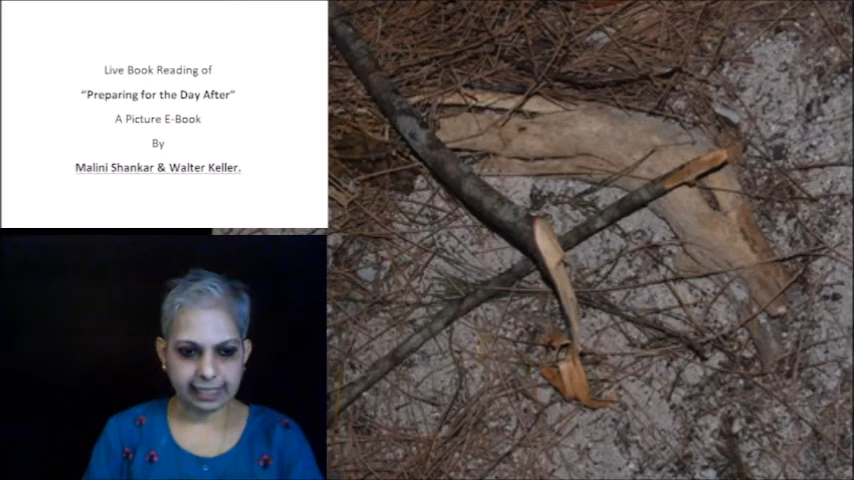 Live Book Reading of
“Preparing for the Day After”
A Picture E-Book
By
Malini Shankar & Walter Keller.